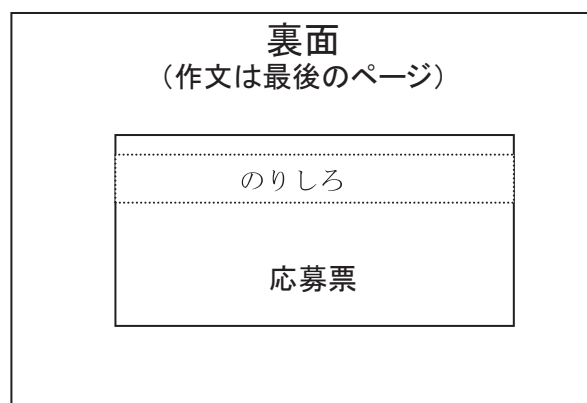 裏面
（作文は最後のページ）
のりしろ
応募票